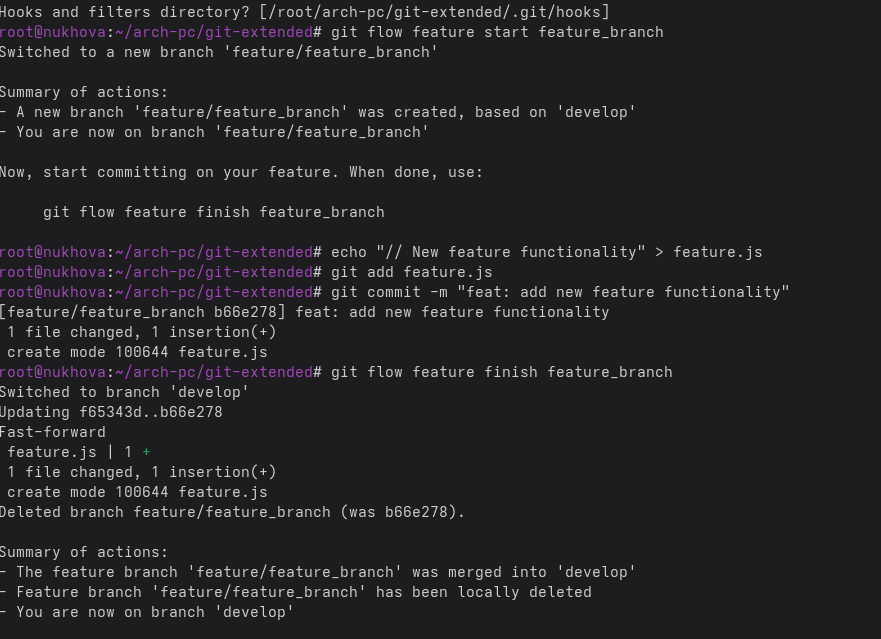 Hooks and filters directory? [/root/arch-pc/git-extended/.git/hooks]
root@nukhova:~/arch-pc/git-extended# git flow feature start feature_branch
Switched to a new branch 'feature/feature_branch'

Summary of actions:
- A new branch 'feature/feature_branch' was created, based on 'develop'
- You are now on branch 'feature/feature_branch'

Now, start committing on your feature. When done, use:

     git flow feature finish feature_branch

root@nukhova:~/arch-pc/git-extended# echo "// New feature functionality" > feature.js
root@nukhova:~/arch-pc/git-extended# git add feature.js
root@nukhova:~/arch-pc/git-extended# git commit -m "feat: add new feature functionality"
[feature/feature_branch b66e278] feat: add new feature functionality
 1 file changed, 1 insertion(+)
 create mode 100644 feature.js
root@nukhova:~/arch-pc/git-extended# git flow feature finish feature_branch
Switched to branch 'develop'
Updating f65343d..b66e278
Fast-forward
 feature.js | 1 +
 1 file changed, 1 insertion(+)
 create mode 100644 feature.js
Deleted branch feature/feature_branch (was b66e278).

Summary of actions:
- The feature branch 'feature/feature_branch' was merged into 'develop'
- Feature branch 'feature/feature_branch' has been locally deleted
- You are now on branch 'develop'